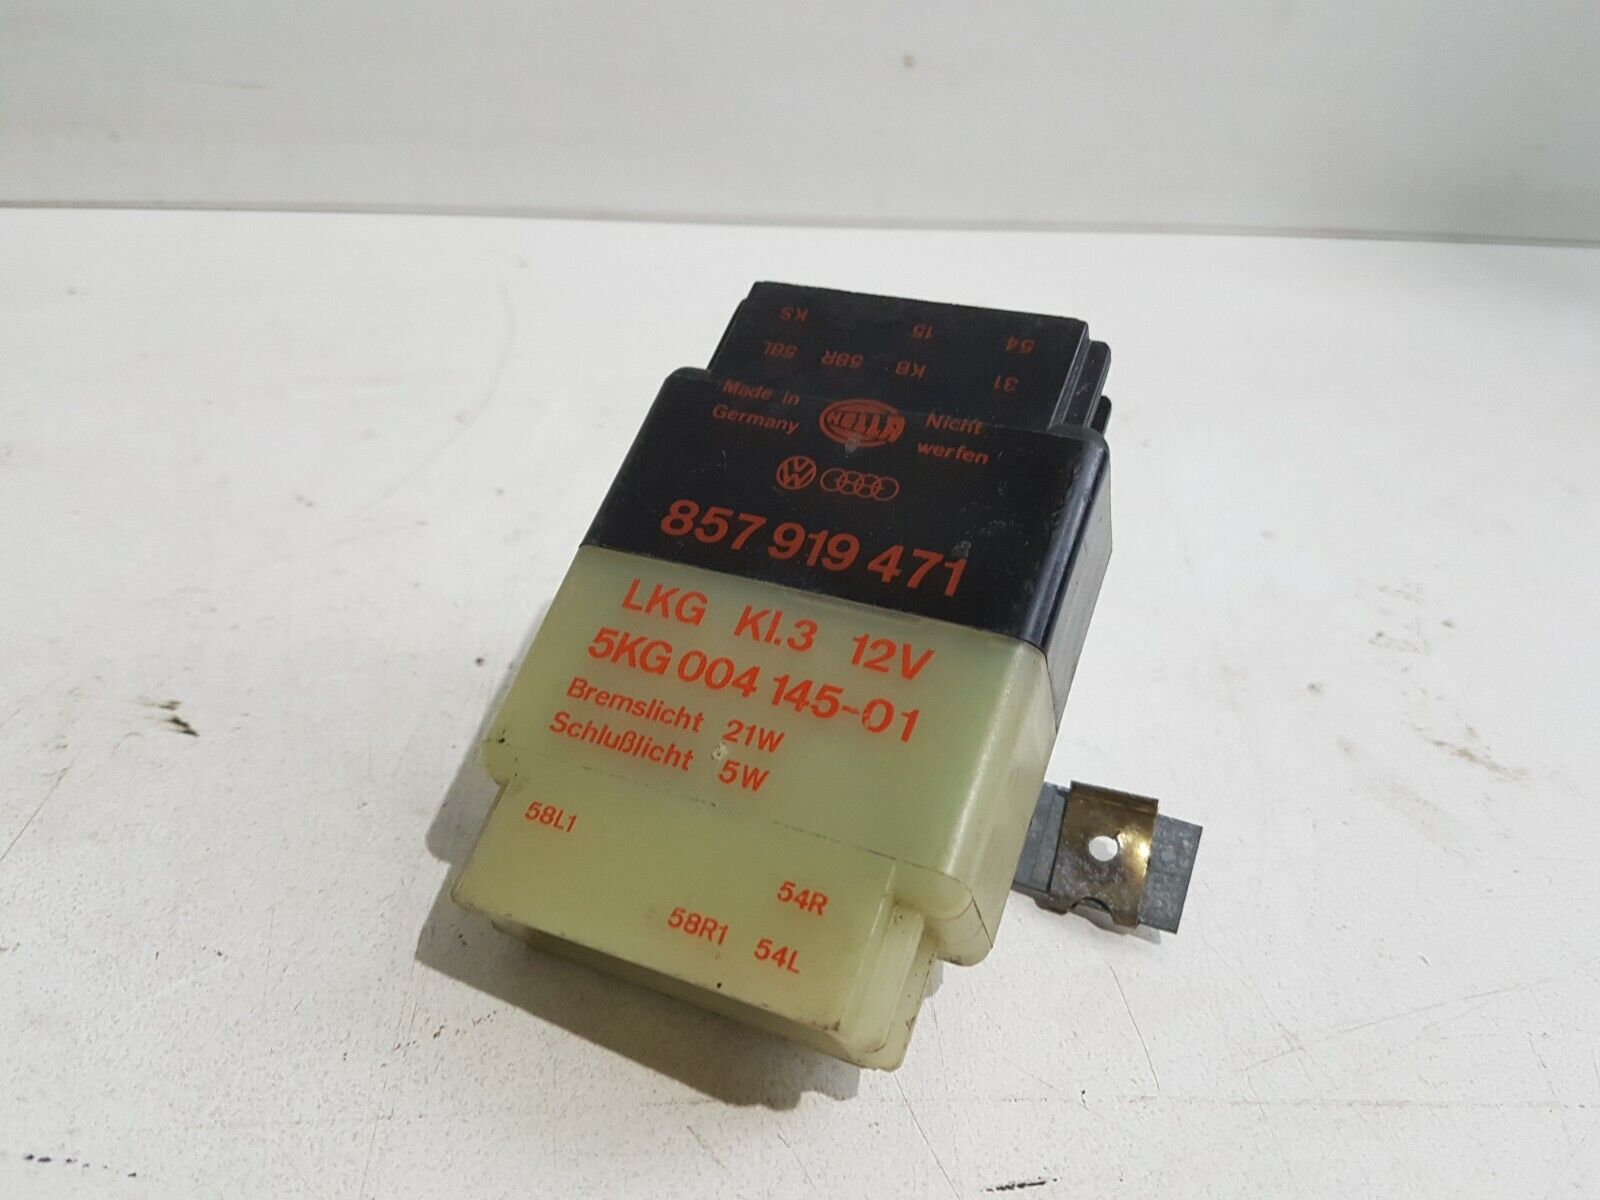 KS 15 54
58L 58R KB 31
Made in Germany
HELLA
Nicht werfen
VW
857 919 471
LKG Kl.3 12V
5KG 004 145-01
Bremslicht 21W
Schlußlicht 5W
58L1
54R
58R1 54L